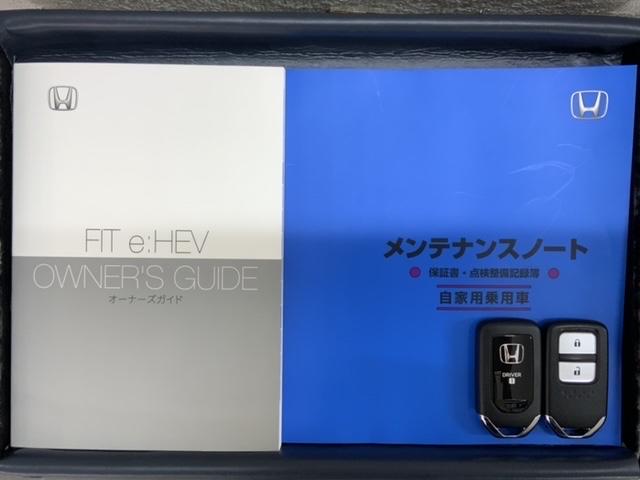 FIT e:HEV
OWNER'S GUIDE
オーナーズガイド
メンテナンスノート
● 保証書・点検整備記録簿 ●
自家用乗用車
DRIVER
1